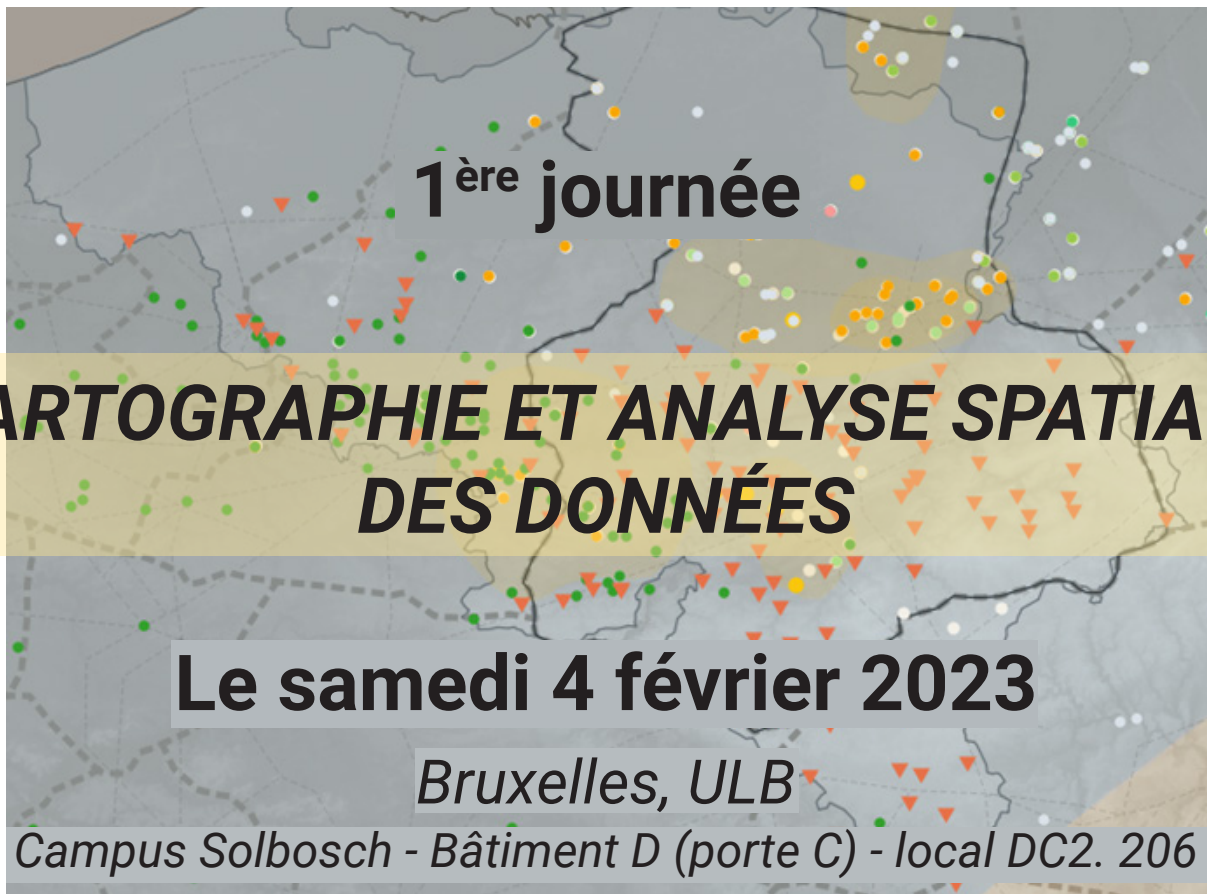 1ère journée
ARTOGRAPHIE ET ANALYSE SPATIA
DES DONNÉES
Le samedi 4 février 2023
Bruxelles, ULB
Campus Solbosch - Bâtiment D (porte C) - local DC2. 206